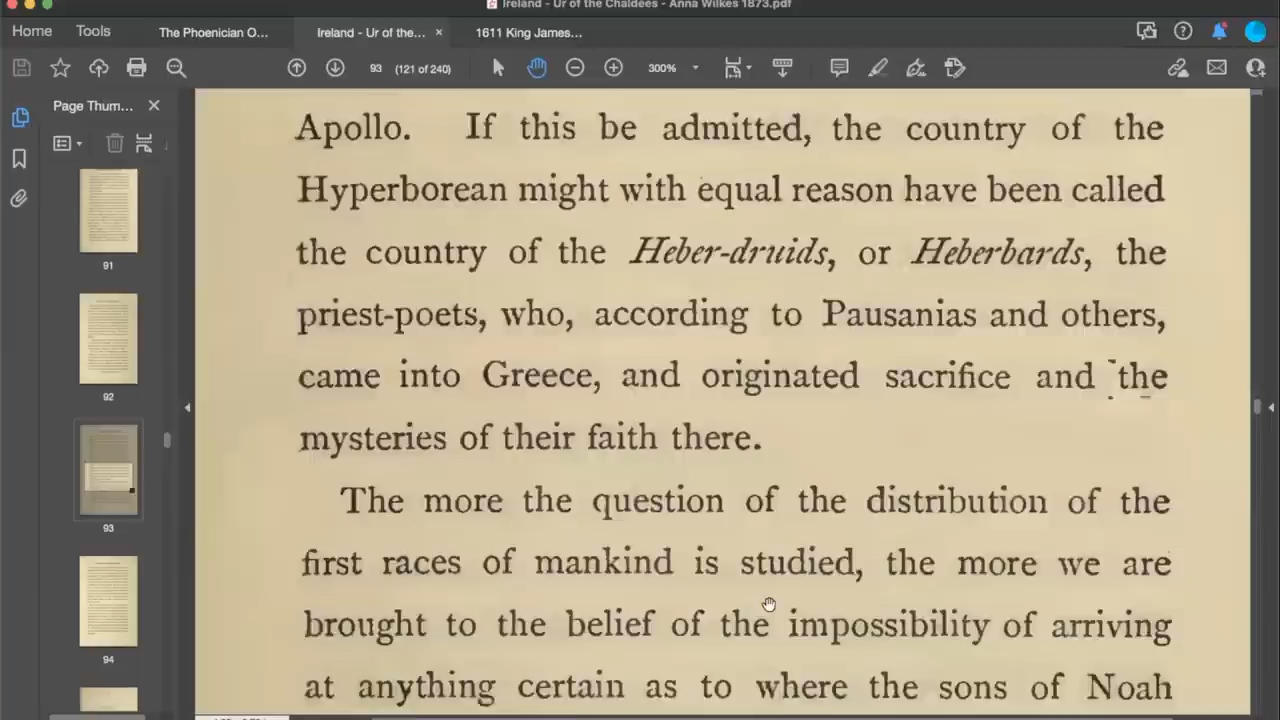 Ireland - Ur of the Chaldees - Anna Wilkes 1873.pdf
Home Tools The Phoenician O... Ireland - Ur of the... × 1611 King James...
93 (121 of 240) 300%
Page Thum...
91
92
93
94
Apollo. If this be admitted, the country of the
Hyperborean might with equal reason have been called
the country of the Heber-druids, or Heberbards, the
priest-poets, who, according to Pausanias and others,
came into Greece, and originated sacrifice and the
mysteries of their faith there.
The more the question of the distribution of the
first races of mankind is studied, the more we are
brought to the belief of the impossibility of arriving
at anything certain as to where the sons of Noah